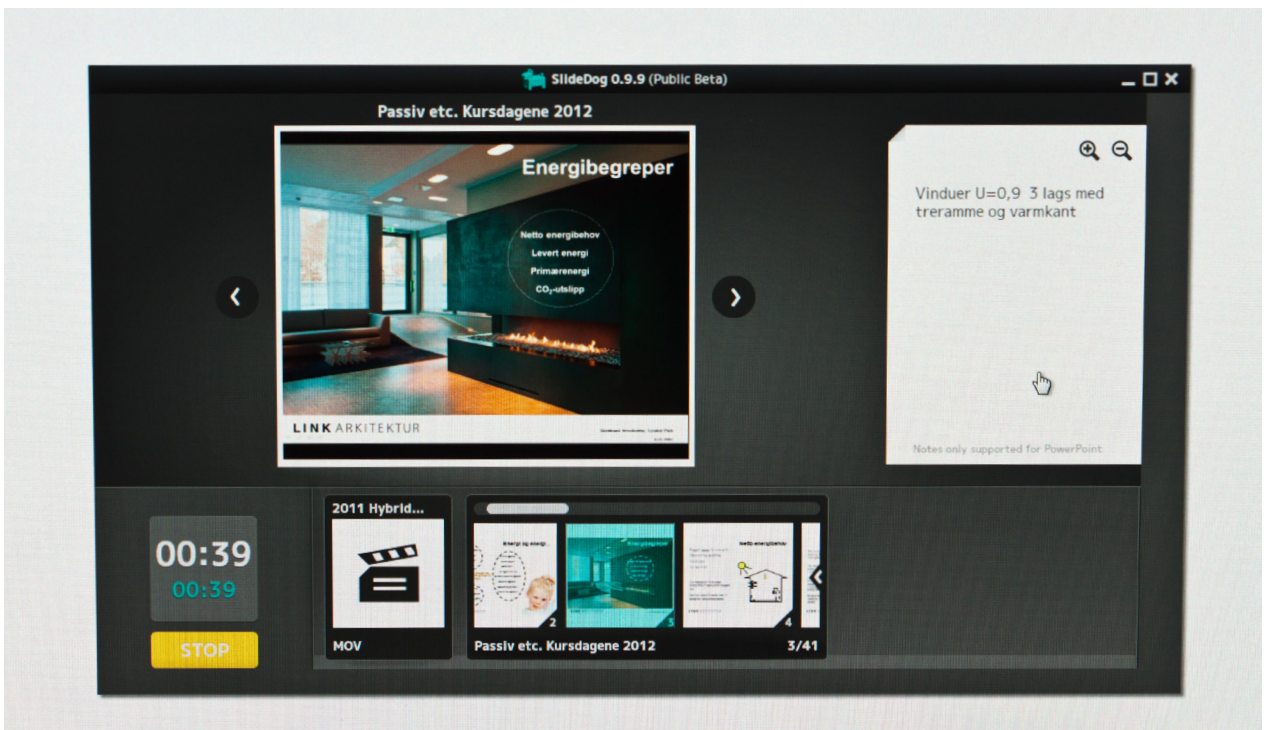 SlideDog 0.9.9 (Public Beta)
Passiv etc. Kursdagene 2012
Energibegreper
Netto energibehov
Levert energi
Primærenergi
CO₂-utslipp
LINK ARKITEKTUR
Vinduer U=0,9 3 lags med
treramme og varmkant
Notes only supported for PowerPoint
00:39
00:39
STOP
2011 Hybrid...
MOV
Energi og energi...
2
Energibegreper
3
Netto energibehov
4
Passiv etc. Kursdagene 2012
3/41